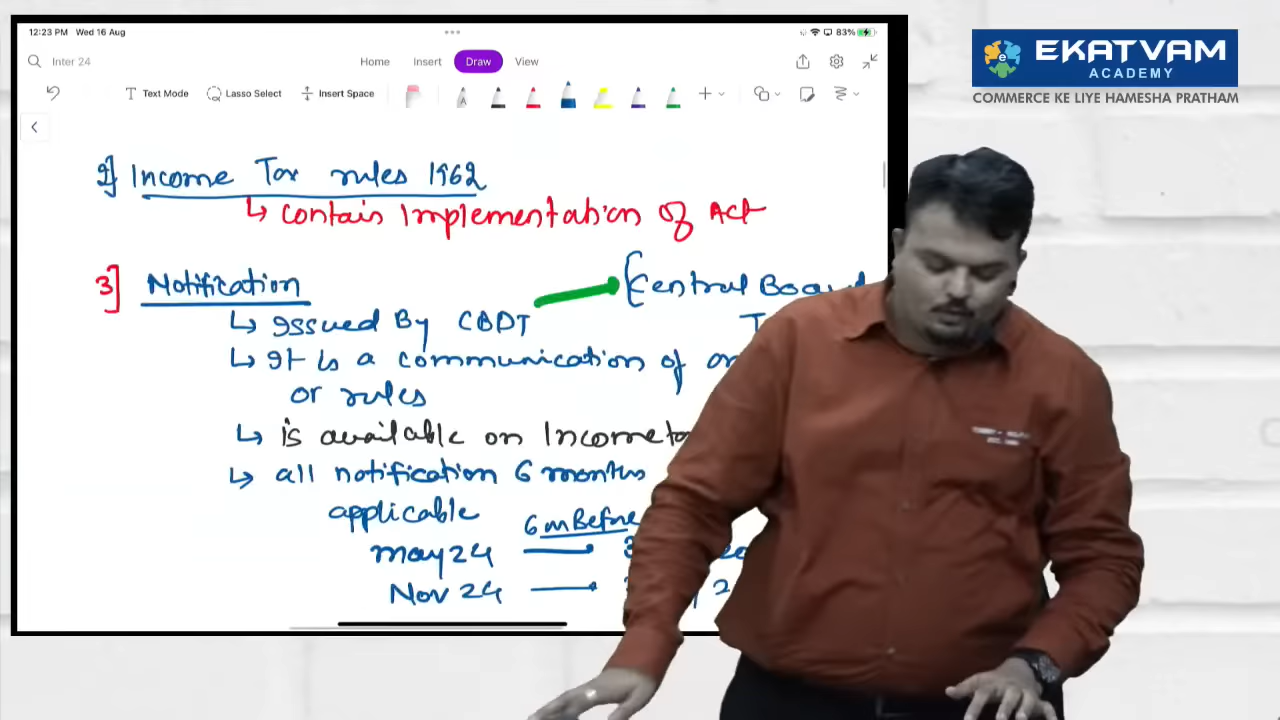 12:23 PM Wed 16 Aug
83%
Inter 24
Home Insert Draw View
Text Mode Lasso Select Insert Space
EKATVAM
ACADEMY
COMMERCE KE LIYE HAMESHA PRATHAM
2] Income Tax rules 1962
↳ contain Implementation of Act
3] Notification
[Central Board
↳ Issued By CBDT
↳ It is a communication of
or rules
↳ is available on Income
↳ all notification 6 months
applicable 6m Before
may 24
Nov 24